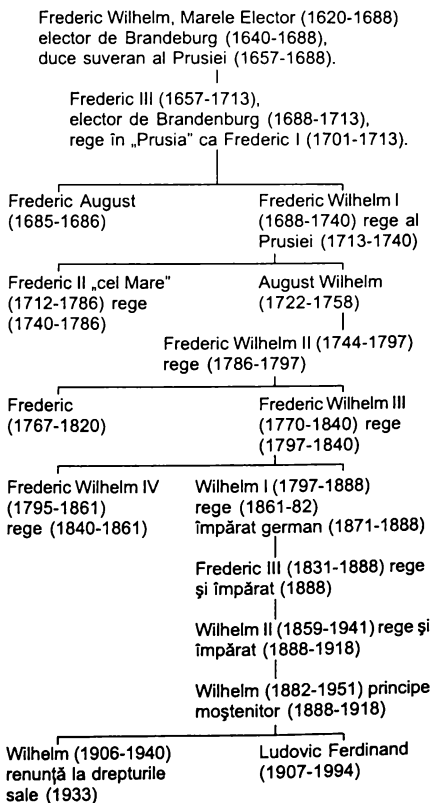 Frederic Wilhelm, Marele Elector (1620-1688)
elector de Brandeburg (1640-1688),
duce suveran al Prusiei (1657-1688).
Frederic III (1657-1713),
elector de Brandenburg (1688-1713),
rege în „Prusia” ca Frederic I (1701-1713).
Frederic August
(1685-1686)
Frederic Wilhelm I
(1688-1740) rege al
Prusiei (1713-1740)
Frederic II „cel Mare”
(1712-1786) rege
(1740-1786)
August Wilhelm
(1722-1758)
Frederic Wilhelm II (1744-1797)
rege (1786-1797)
Frederic
(1767-1820)
Frederic Wilhelm III
(1770-1840) rege
(1797-1840)
Frederic Wilhelm IV
(1795-1861)
rege (1840-1861)
Wilhelm I (1797-1888)
rege (1861-82)
împărat german (1871-1888)
Frederic III (1831-1888) rege
şi împărat (1888)
Wilhelm II (1859-1941) rege şi
împărat (1888-1918)
Wilhelm (1882-1951) principe
moştenitor (1888-1918)
Wilhelm (1906-1940)
renunţă la drepturile
sale (1933)
Ludovic Ferdinand
(1907-1994)